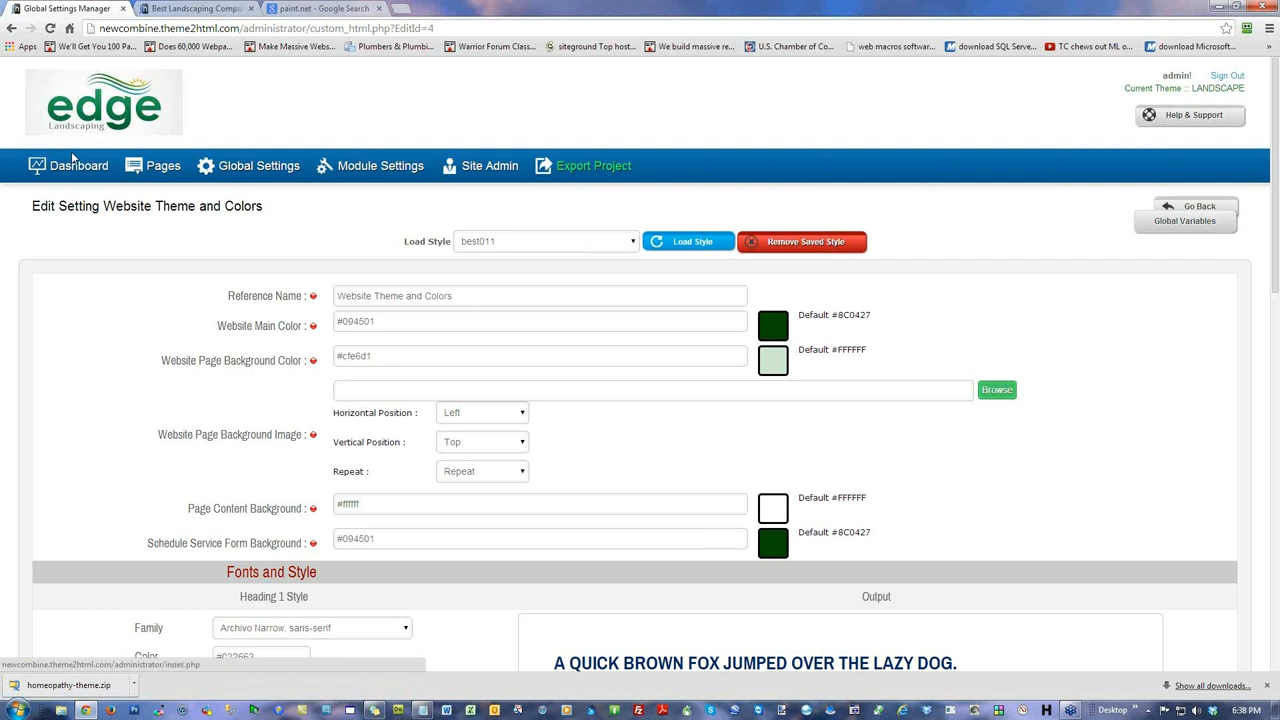 Global Settings Manager
Best Landscaping Compa
paint.net - Google Search
newcombine.theme2html.com/administrator/custom_html.php?EditId=4
Apps
We'll Get You 100 Pa...
Does 60,000 Webpa...
Make Massive Webs...
Plumbers & Plumbi...
Warrior Forum Class...
siteground Top host...
We build massive re...
U.S. Chamber of Co...
web macros softwar...
download SQL Serve...
TC chews out ML o...
download Microsoft...
edge
Landscaping
admin!
Sign Out
Current Theme :: LANDSCAPE
Help & Support
Dashboard
Pages
Global Settings
Module Settings
Site Admin
Export Project
Edit Setting Website Theme and Colors
Go Back
Global Variables
Load Style
best011
Load Style
Remove Saved Style
Reference Name :
Website Theme and Colors
Website Main Color :
#094501
Default #8C0427
Website Page Background Color :
#cfe6d1
Default #FFFFFF
Browse
Horizontal Position :
Left
Website Page Background Image :
Vertical Position :
Top
Repeat :
Repeat
Page Content Background :
#ffffff
Default #FFFFFF
Schedule Service Form Background :
#094501
Default #8C0427
Fonts and Style
Heading 1 Style
Output
Family
Archivo Narrow, sans-serif
Color
A QUICK BROWN FOX JUMPED OVER THE LAZY DOG.
homeopathy-theme.zip
Show all downloads...
Desktop
6:38 PM